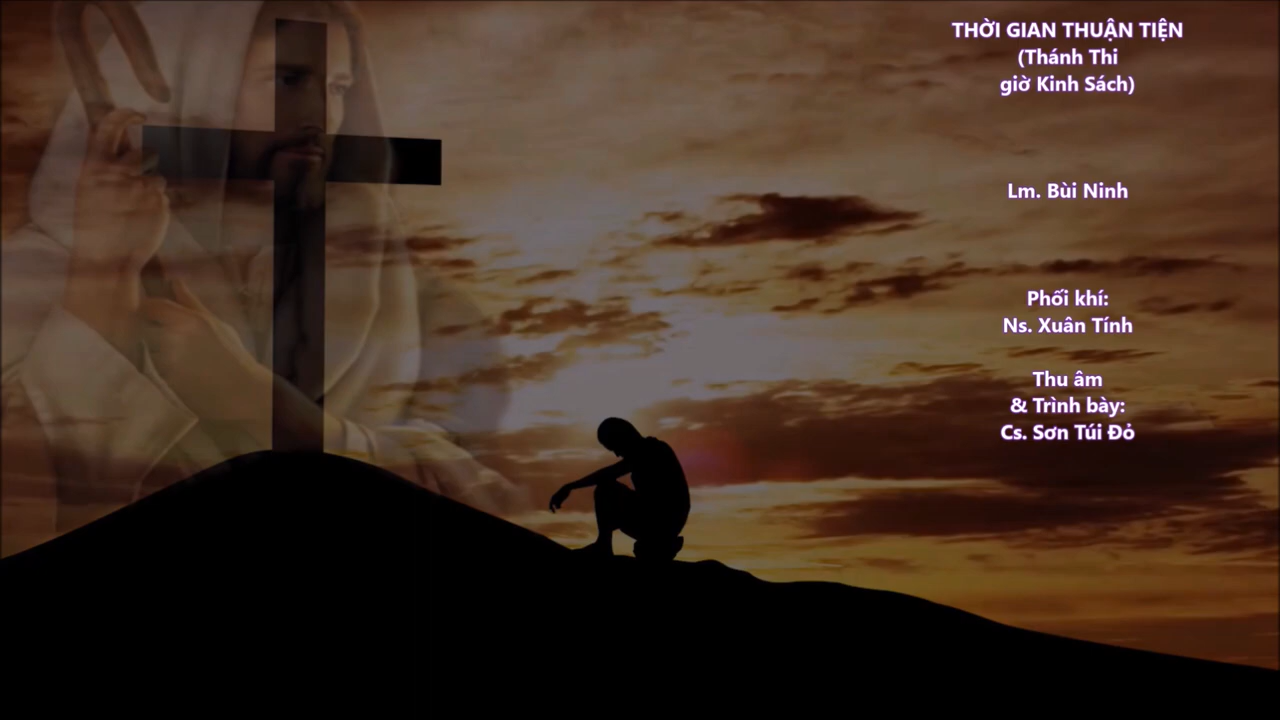 THỜI GIAN THUẬN TIỆN
(Thánh Thi
giờ Kinh Sách)
Lm. Bùi Ninh
Phối khí:
Ns. Xuân Tính
Thu âm
& Trình bày:
Cs. Sơn Túi Đỏ